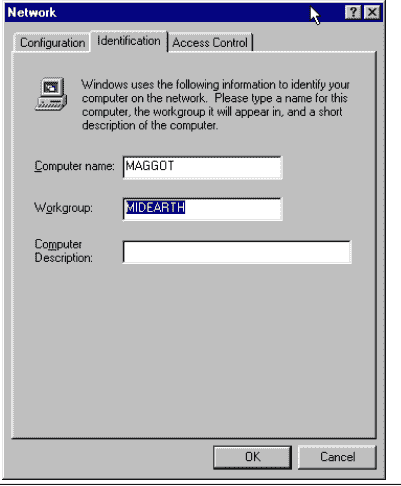 Network
Configuration Identification Access Control
Windows uses the following information to identify your
computer on the network. Please type a name for this
computer, the workgroup it will appear in, and a short
description of the computer.
Computer name: MAGGOT
Workgroup: MIDEARTH
Computer
Description:
OK Cancel